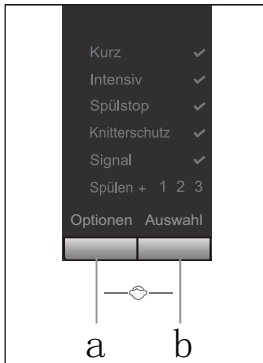 Kurz ✓
Intensiv ✓
Spülstop ✓
Knitterschutz ✓
Signal ✓
Spülen + 1 2 3
Optionen Auswahl
a b